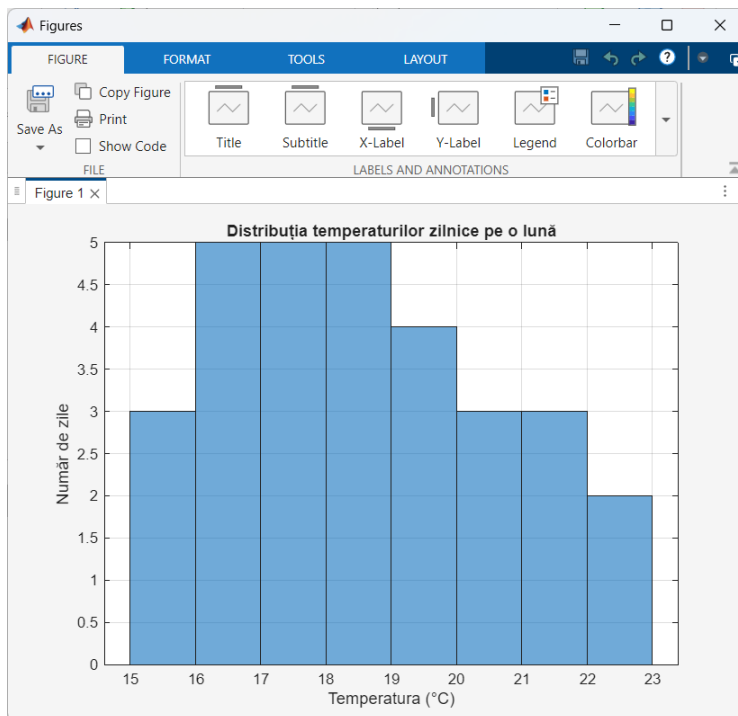 Figures
FIGURE FORMAT TOOLS LAYOUT
Save As
Copy Figure
Print
Show Code
FILE
Title Subtitle X-Label Y-Label Legend Colorbar
LABELS AND ANNOTATIONS
Figure 1
Distribuția temperaturilor zilnice pe o lună
Număr de zile
5
4.5
4
3.5
3
2.5
2
1.5
1
0.5
0
15 16 17 18 19 20 21 22 23
Temperatura (°C)